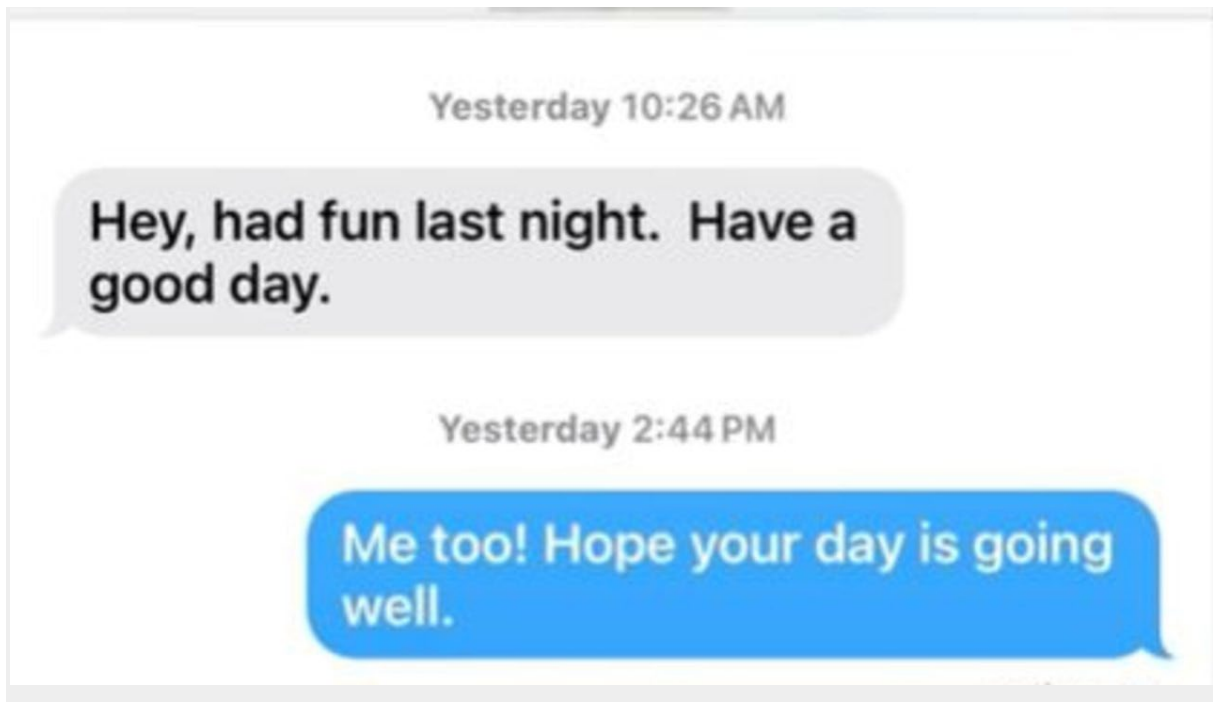 Yesterday 10:26 AM
Hey, had fun last night.  Have a
good day.
Yesterday 2:44 PM
Me too! Hope your day is going
well.